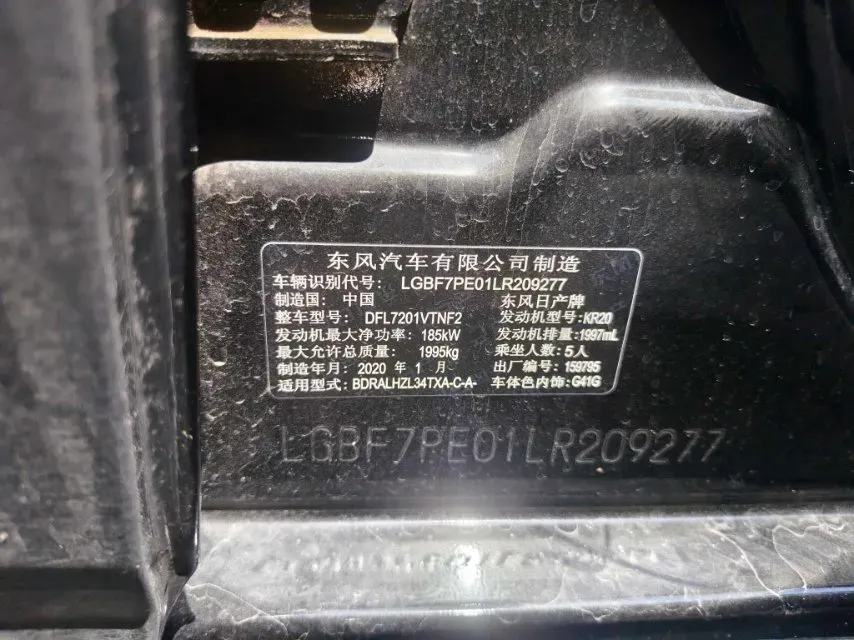 东风汽车有限公司制造
车辆识别代号: LGBF7PE01LR209277
制造国: 中国 东风日产牌
整车型号: DFL7201VTNF2 发动机型号:KR20
发动机最大净功率: 185kW 发动机排量:1997mL
最大允许总质量: 1995kg 乘坐人数:5人
制造年月:2020 年 1 月 出厂编号:159795
适用型式:BDRALHZL34TXA-C-A- 车体色内饰:G41G
LGBF7PE01LR209277